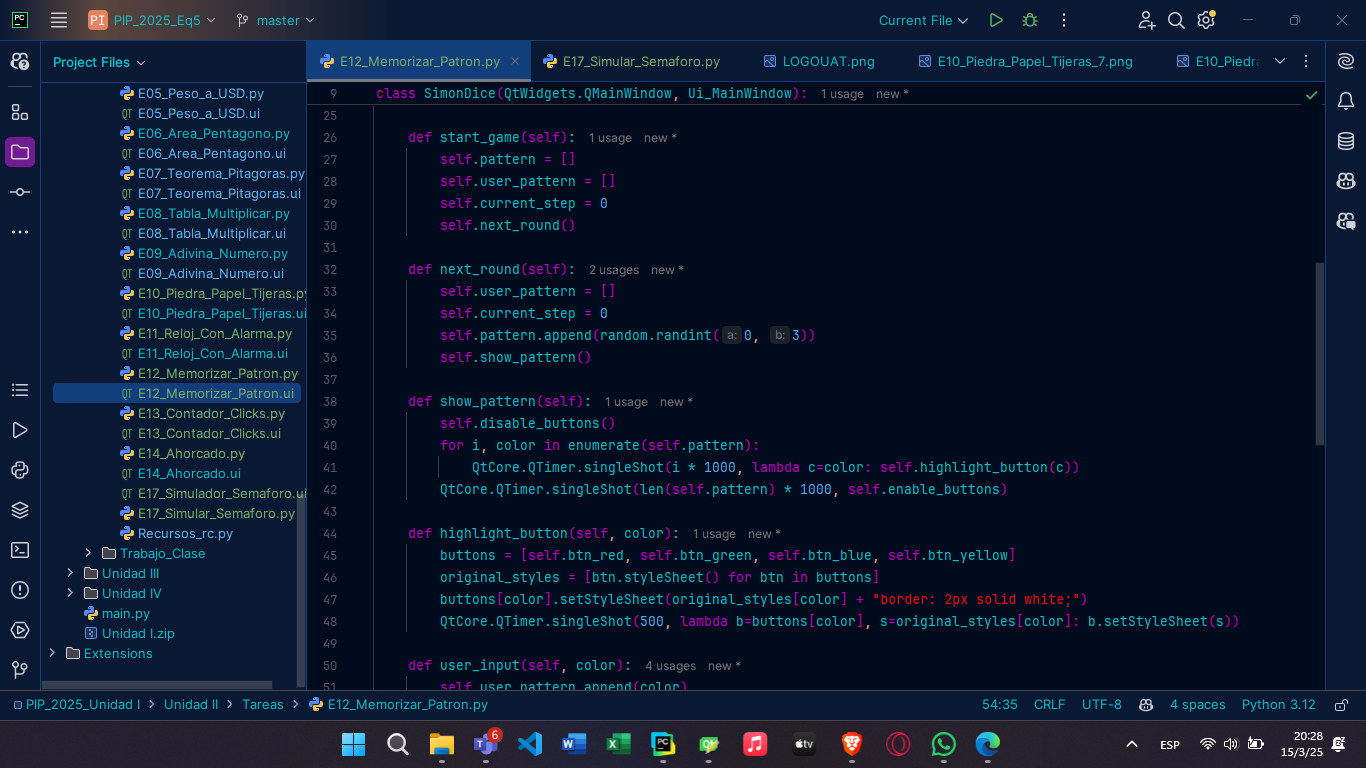 PC
PI PIP_2025_Eq5 master Current File
Project Files
E12_Memorizar_Patron.py E17_Simular_Semaforo.py LOGOUAT.png E10_Piedra_Papel_Tijeras_7.png E10_Piedra
E05_Peso_a_USD.py
E05_Peso_a_USD.ui
E06_Area_Pentagono.py
E06_Area_Pentagono.ui
E07_Teorema_Pitagoras.py
E07_Teorema_Pitagoras.ui
E08_Tabla_Multiplicar.py
E08_Tabla_Multiplicar.ui
E09_Adivina_Numero.py
E09_Adivina_Numero.ui
E10_Piedra_Papel_Tijeras.py
E10_Piedra_Papel_Tijeras.ui
E11_Reloj_Con_Alarma.py
E11_Reloj_Con_Alarma.ui
E12_Memorizar_Patron.py
E12_Memorizar_Patron.ui
E13_Contador_Clicks.py
E13_Contador_Clicks.ui
E14_Ahorcado.py
E14_Ahorcado.ui
E17_Simulador_Semaforo.ui
E17_Simular_Semaforo.py
Recursos_rc.py
Trabajo_Clase
Unidad III
Unidad IV
main.py
Unidad I.zip
Extensions
9 class SimonDice(QtWidgets.QMainWindow, Ui_MainWindow): 1 usage new *
25
26 def start_game(self): 1 usage new *
27 self.pattern = []
28 self.user_pattern = []
29 self.current_step = 0
30 self.next_round()
31
32 def next_round(self): 2 usages new *
33 self.user_pattern = []
34 self.current_step = 0
35 self.pattern.append(random.randint( a: 0, b: 3))
36 self.show_pattern()
37
38 def show_pattern(self): 1 usage new *
39 self.disable_buttons()
40 for i, color in enumerate(self.pattern):
41 QtCore.QTimer.singleShot(i * 1000, lambda c=color: self.highlight_button(c))
42 QtCore.QTimer.singleShot(len(self.pattern) * 1000, self.enable_buttons)
43
44 def highlight_button(self, color): 1 usage new *
45 buttons = [self.btn_red, self.btn_green, self.btn_blue, self.btn_yellow]
46 original_styles = [btn.styleSheet() for btn in buttons]
47 buttons[color].setStyleSheet(original_styles[color] + "border: 2px solid white;")
48 QtCore.QTimer.singleShot(500, lambda b=buttons[color], s=original_styles[color]: b.setStyleSheet(s))
49
50 def user_input(self, color): 4 usages new *
51 self.user_pattern.append(color)
PIP_2025_Unidad I > Unidad II > Tareas > E12_Memorizar_Patron.py 54:35 CRLF UTF-8 4 spaces Python 3.12
6 ESP 20:28
15/3/25